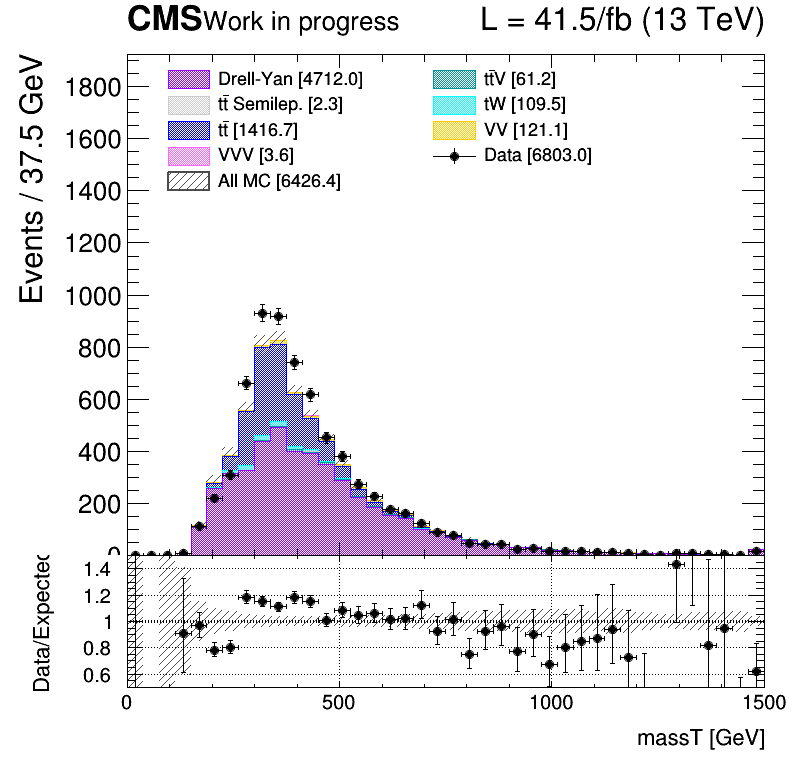 CMS Work in progress L = 41.5/fb (13 TeV)
Events / 37.5 GeV
1800
1600
1400
1200
1000
800
600
400
200
0
Drell-Yan [4712.0]
tt̄ Semilep. [2.3]
tt̄ [1416.7]
VVV [3.6]
All MC [6426.4]
tt̄V [61.2]
tW [109.5]
VV [121.1]
Data [6803.0]
Data/Expected
1.4
1.2
1
0.8
0.6
0 500 1000 1500
massT [GeV]